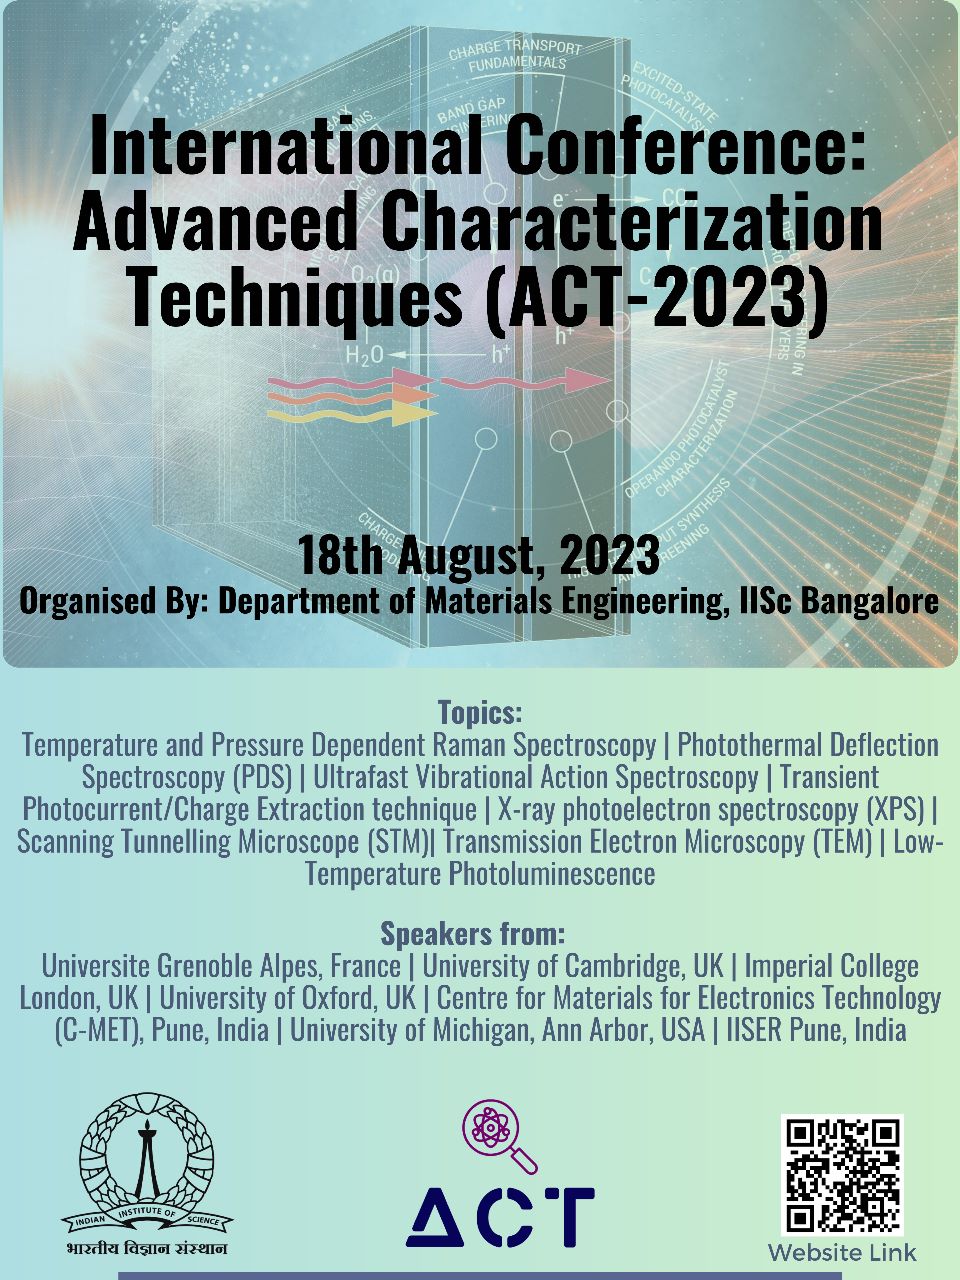 CHARGE TRANSPORT
FUNDAMENTALS
EXCITED-STATE
PHOTOCATALYSIS
BAND GAP
International Conference:
Advanced Characterization
Techniques (ACT-2023)
e-
O₂(g)
H₂O
h⁺
h⁺
OPERANDO PHOTOCATALYST
CHARACTERIZATION
18th August, 2023
Organised By: Department of Materials Engineering, IISc Bangalore
Topics:
Temperature and Pressure Dependent Raman Spectroscopy | Photothermal Deflection
Spectroscopy (PDS) | Ultrafast Vibrational Action Spectroscopy | Transient
Photocurrent/Charge Extraction technique | X-ray photoelectron spectroscopy (XPS) |
Scanning Tunnelling Microscope (STM)| Transmission Electron Microscopy (TEM) | Low-
Temperature Photoluminescence
Speakers from:
Universite Grenoble Alpes, France | University of Cambridge, UK | Imperial College
London, UK | University of Oxford, UK | Centre for Materials for Electronics Technology
(C-MET), Pune, India | University of Michigan, Ann Arbor, USA | IISER Pune, India
INDIAN INSTITUTE OF SCIENCE
भारतीय विज्ञान संस्थान
ACT
Website Link